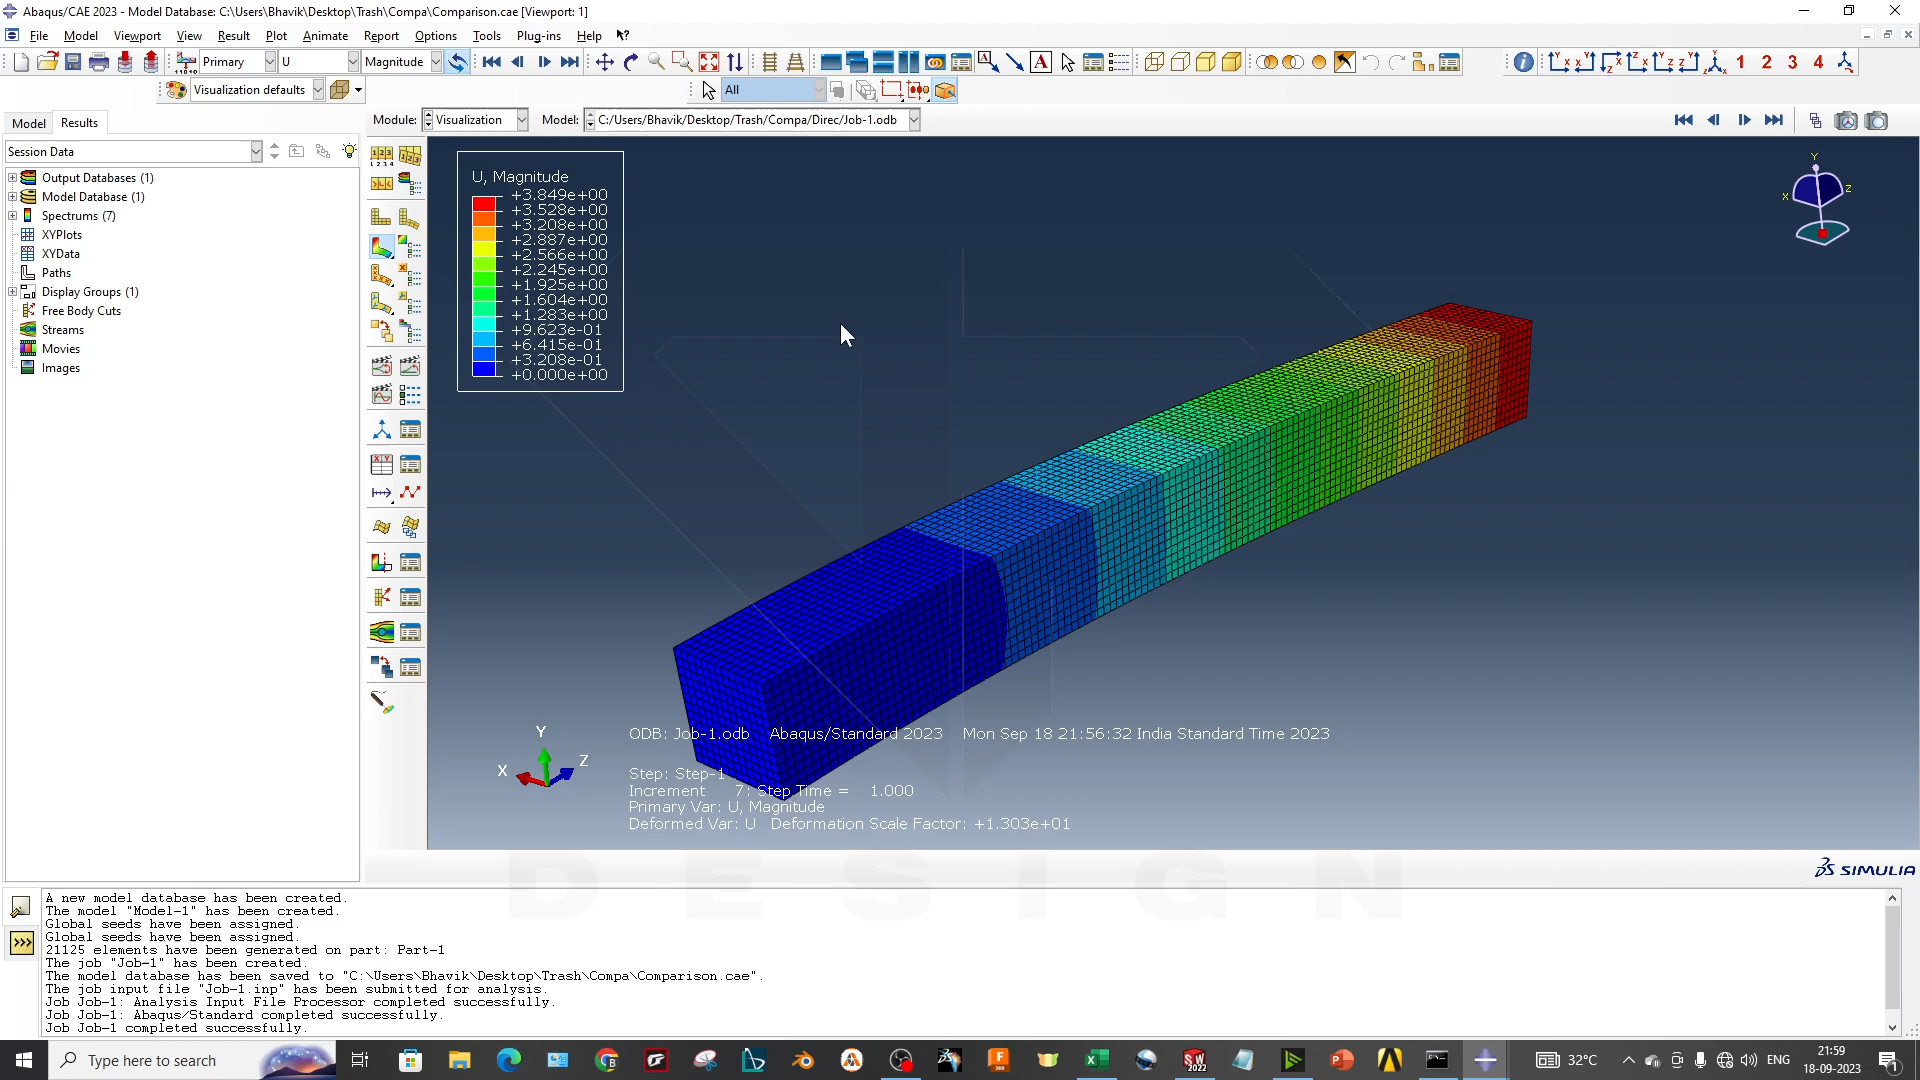 Abaqus/CAE 2023 - Model Database: C:\Users\Bhavik\Desktop\Trash\Compa\Comparison.cae [Viewport: 1]
File Model Viewport View Result Plot Animate Report Options Tools Plug-ins Help
Primary U Magnitude
1 2 3 4
Visualization defaults All
Model Results
Module: Visualization Model: C:/Users/Bhavik/Desktop/Trash/Compa/Direc/Job-1.odb
Session Data
Output Databases (1)
Model Database (1)
Spectrums (7)
XYPlots
XYData
Paths
Display Groups (1)
Free Body Cuts
Streams
Movies
Images
U, Magnitude
+3.849e+00
+3.528e+00
+3.208e+00
+2.887e+00
+2.566e+00
+2.245e+00
+1.925e+00
+1.604e+00
+1.283e+00
+9.623e-01
+6.415e-01
+3.208e-01
+0.000e+00
Y
X Z
Y
X Z
ODB: Job-1.odb Abaqus/Standard 2023 Mon Sep 18 21:56:32 India Standard Time 2023
Step: Step-1
Increment 7: Step Time = 1.000
Primary Var: U, Magnitude
Deformed Var: U Deformation Scale Factor: +1.303e+01
SIMULIA
DESIGN
A new model database has been created.
The model "Model-1" has been created.
Global seeds have been assigned.
Global seeds have been assigned.
21125 elements have been generated on part: Part-1
The job "Job-1" has been created.
The model database has been saved to "C:\Users\Bhavik\Desktop\Trash\Compa\Comparison.cae".
The job input file "Job-1.inp" has been submitted for analysis.
Job Job-1: Analysis Input File Processor completed successfully.
Job Job-1: Abaqus/Standard completed successfully.
Job Job-1 completed successfully.
Type here to search
32°C
ENG
21:59
18-09-2023